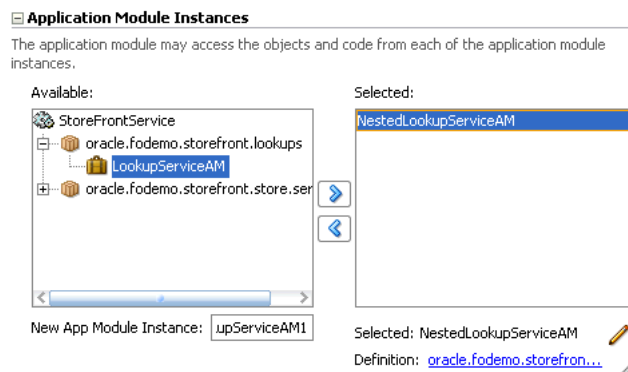 Application Module Instances
The application module may access the objects and code from each of the application module
instances.
Available:
Selected:
StoreFrontService
oracle.fodemo.storefront.lookups
LookupServiceAM
oracle.fodemo.storefront.store.ser
NestedLookupServiceAM
New App Module Instance: upServiceAM1
Selected: NestedLookupServiceAM
Definition: oracle.fodemo.storefron...